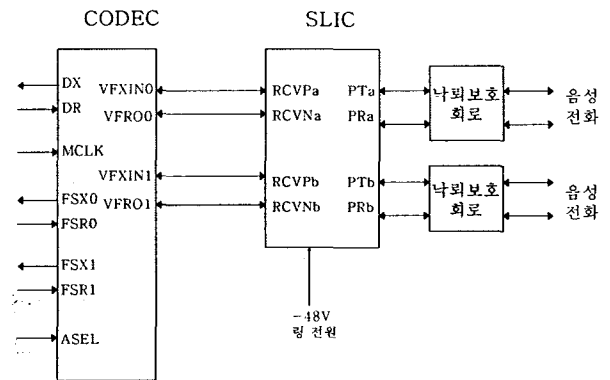 CODEC
SLIC
DX
DR
MCLK
FSX0
FSR0
FSX1
FSR1
ASEL
VFXIN0
VFRO0
VFXIN1
VFRO1
RCVPa
RCVNa
RCVPb
RCVNb
PTa
PRa
PTb
PRb
낙뢰보호
회로
음성
전화
낙뢰보호
회로
음성
전화
-48V
링 전원